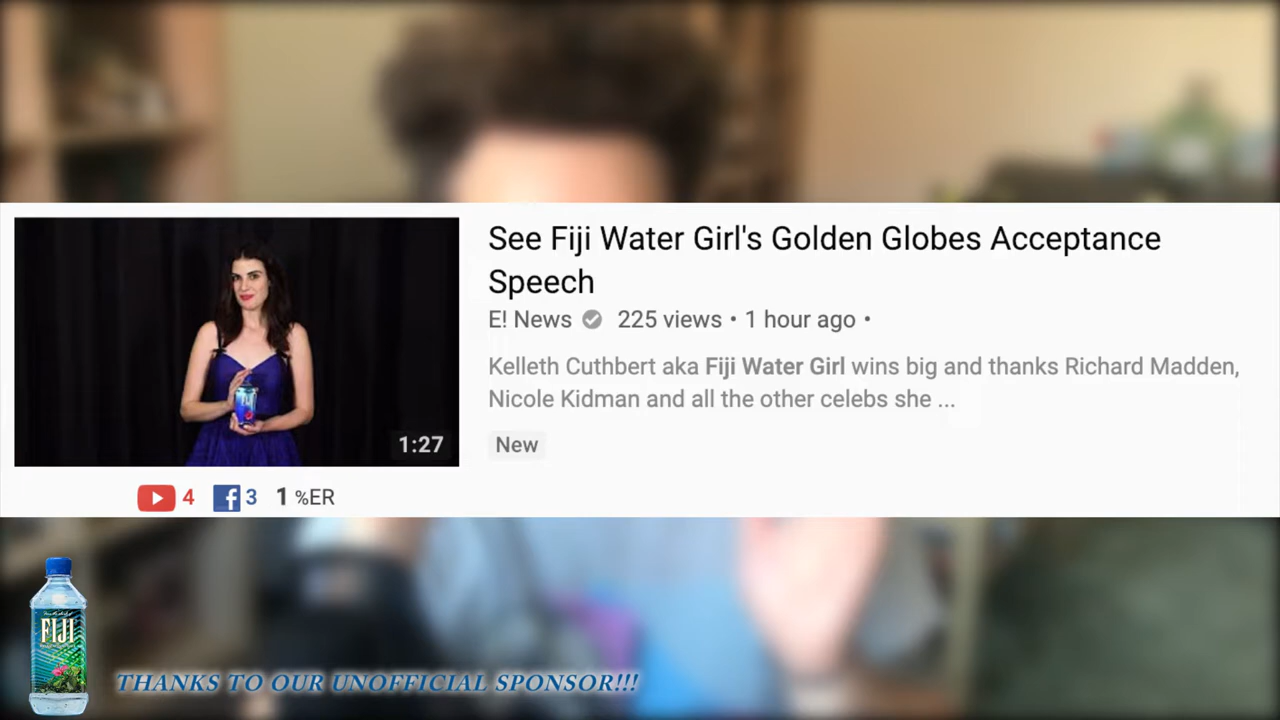 See Fiji Water Girl's Golden Globes Acceptance
Speech
E! News 225 views • 1 hour ago •
Kelleth Cuthbert aka Fiji Water Girl wins big and thanks Richard Madden,
Nicole Kidman and all the other celebs she ...
1:27
New
4 3 1 %ER
FIJI
THANKS TO OUR UNOFFICIAL SPONSOR!!!